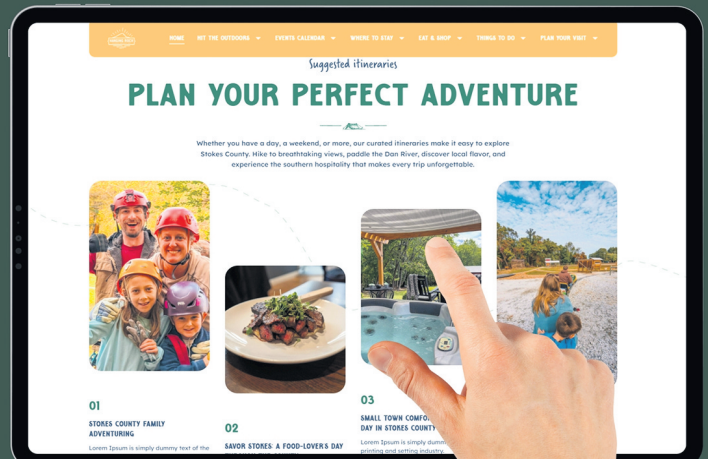 HOME HIT THE OUTDOORS EVENTS CALENDAR WHERE TO STAY EAT & SHOP THINGS TO DO PLAN YOUR VISIT
Suggested itineraries
PLAN YOUR PERFECT ADVENTURE
Whether you have a day, a weekend, or more, our curated itineraries make it easy to explore
Stokes County. Hike to breathtaking views, paddle the Dan River, discover local flavor, and
experience the southern hospitality that makes every trip unforgettable.
01
STOKES COUNTY FAMILY
ADVENTURING
Lorem Ipsum is simply dummy text of the
02
SAVOR STOKES: A FOOD-LOVER'S DAY
03
SMALL TOWN
DAY IN STOKES COUNTY
Lorem Ipsum is simply
printing and setting industry.